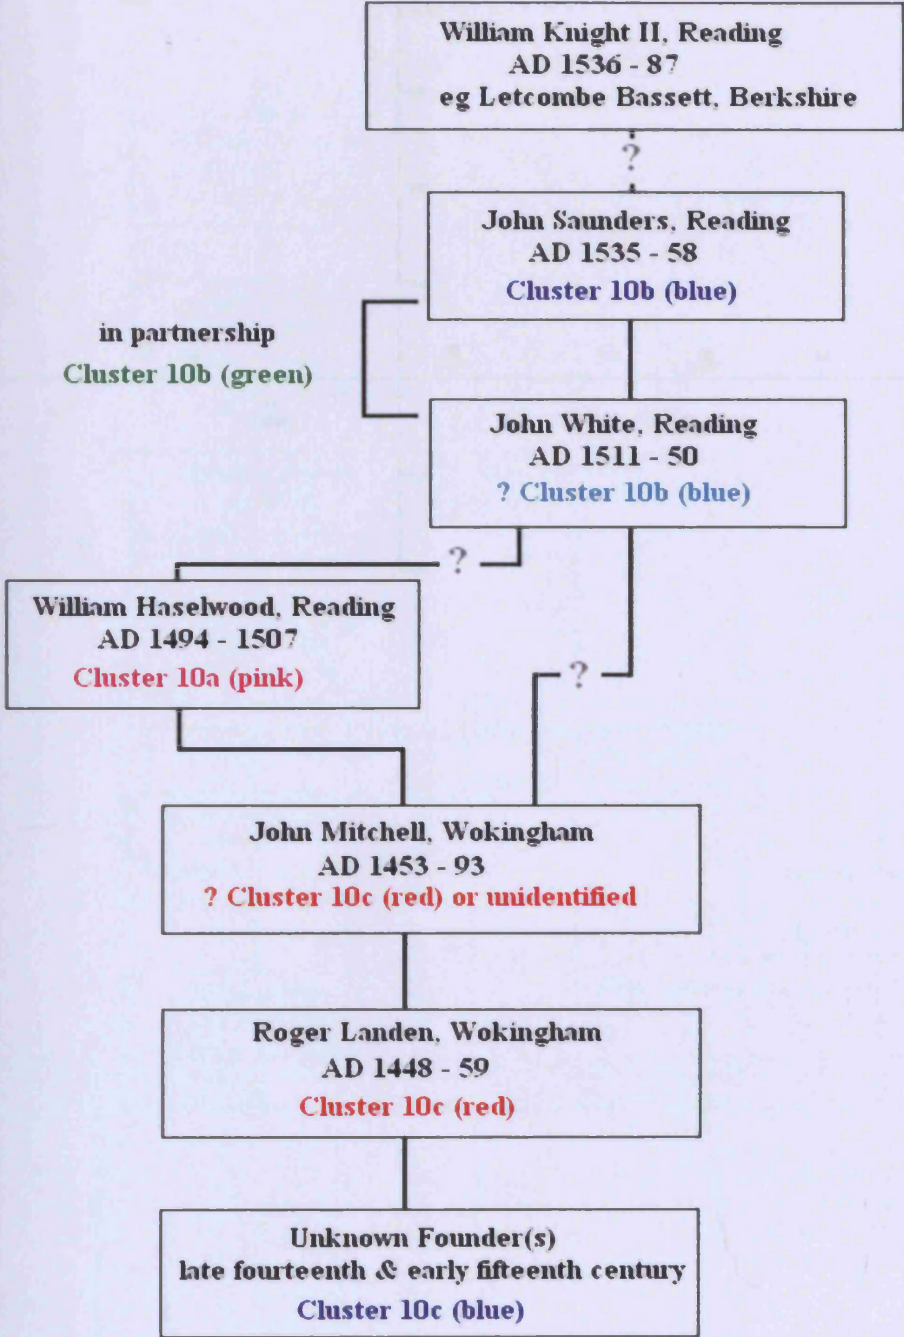 William Knight II, Reading
AD 1536 - 87
eg Letcombe Bassett, Berkshire
?
John Saunders, Reading
AD 1535 - 58
Cluster 10b (blue)
in partnership
Cluster 10b (green)
John White, Reading
AD 1511 - 50
? Cluster 10b (blue)
?
William Haselwood, Reading
AD 1494 - 1507
Cluster 10a (pink)
?
John Mitchell, Wokingham
AD 1453 - 93
? Cluster 10c (red) or unidentified
Roger Landen, Wokingham
AD 1448 - 59
Cluster 10c (red)
Unknown Founder(s)
late fourteenth & early fifteenth century
Cluster 10c (blue)